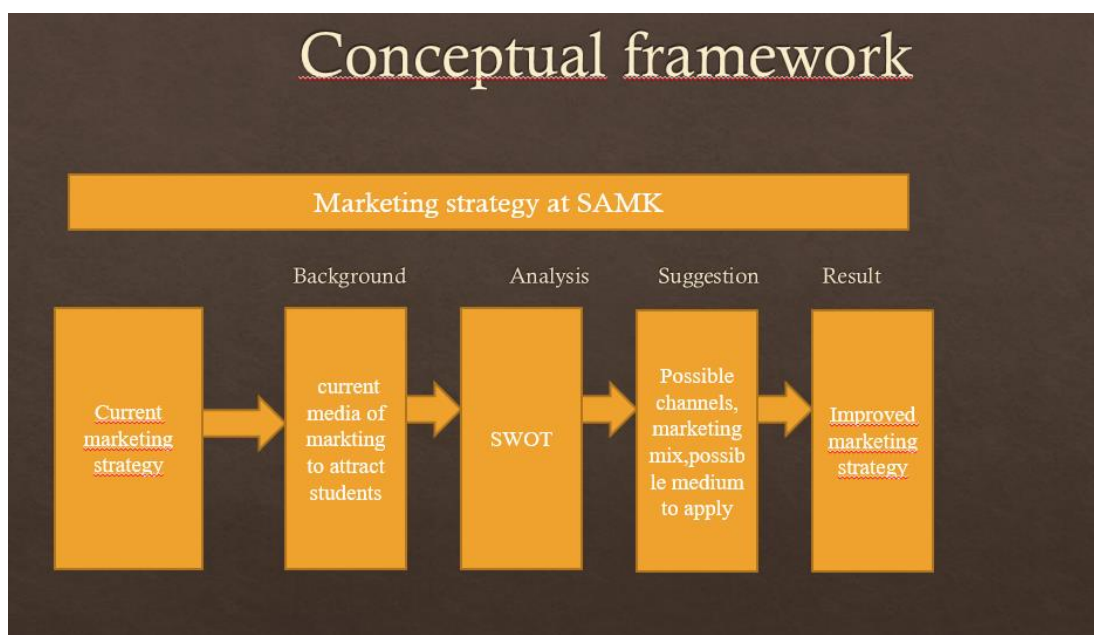 Conceptual framework
Marketing strategy at SAMK
Background
Analysis
Suggestion
Result
Current
marketing
strategy
current
media of
markting
to attract
students
SWOT
Possible
channels,
marketing
mix,possib
le medium
to apply
Improved
marketing
strategy